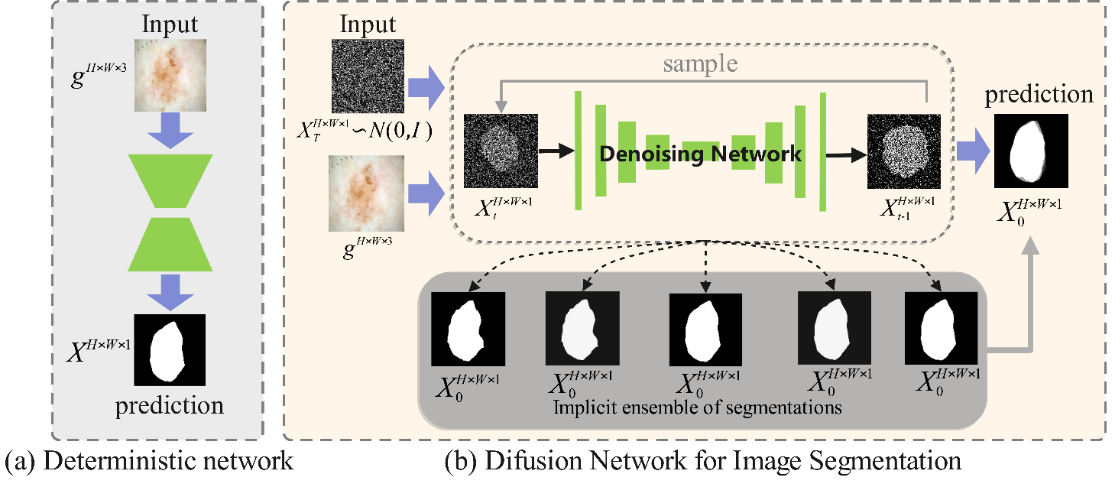 Input
g^{H×W×3}
X^{H×W×1}
prediction
(a) Deterministic network
Input
X_T^{H×W×1}∽N(0,I)
g^{H×W×3}
sample
Denoising Network
X_t^{H×W×1}
X_{t-1}^{H×W×1}
prediction
X_0^{H×W×1}
X_0^{H×W×1} X_0^{H×W×1} X_0^{H×W×1} X_0^{H×W×1} X_0^{H×W×1}
Implicit ensemble of segmentations
(b) Difusion Network for Image Segmentation